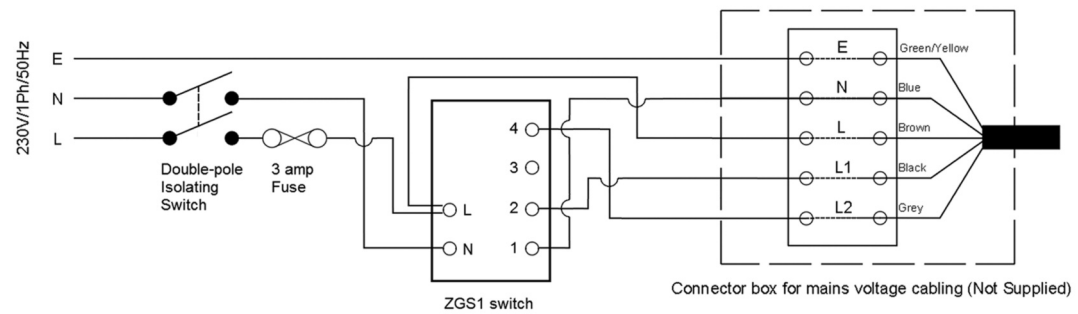 230V/1Ph/50Hz
E
N
L
Double-pole
Isolating
Switch
3 amp
Fuse
4
3
2
1
L
N
ZGS1 switch
E
N
L
L1
L2
Green/Yellow
Blue
Brown
Black
Grey
Connector box for mains voltage cabling (Not Supplied)